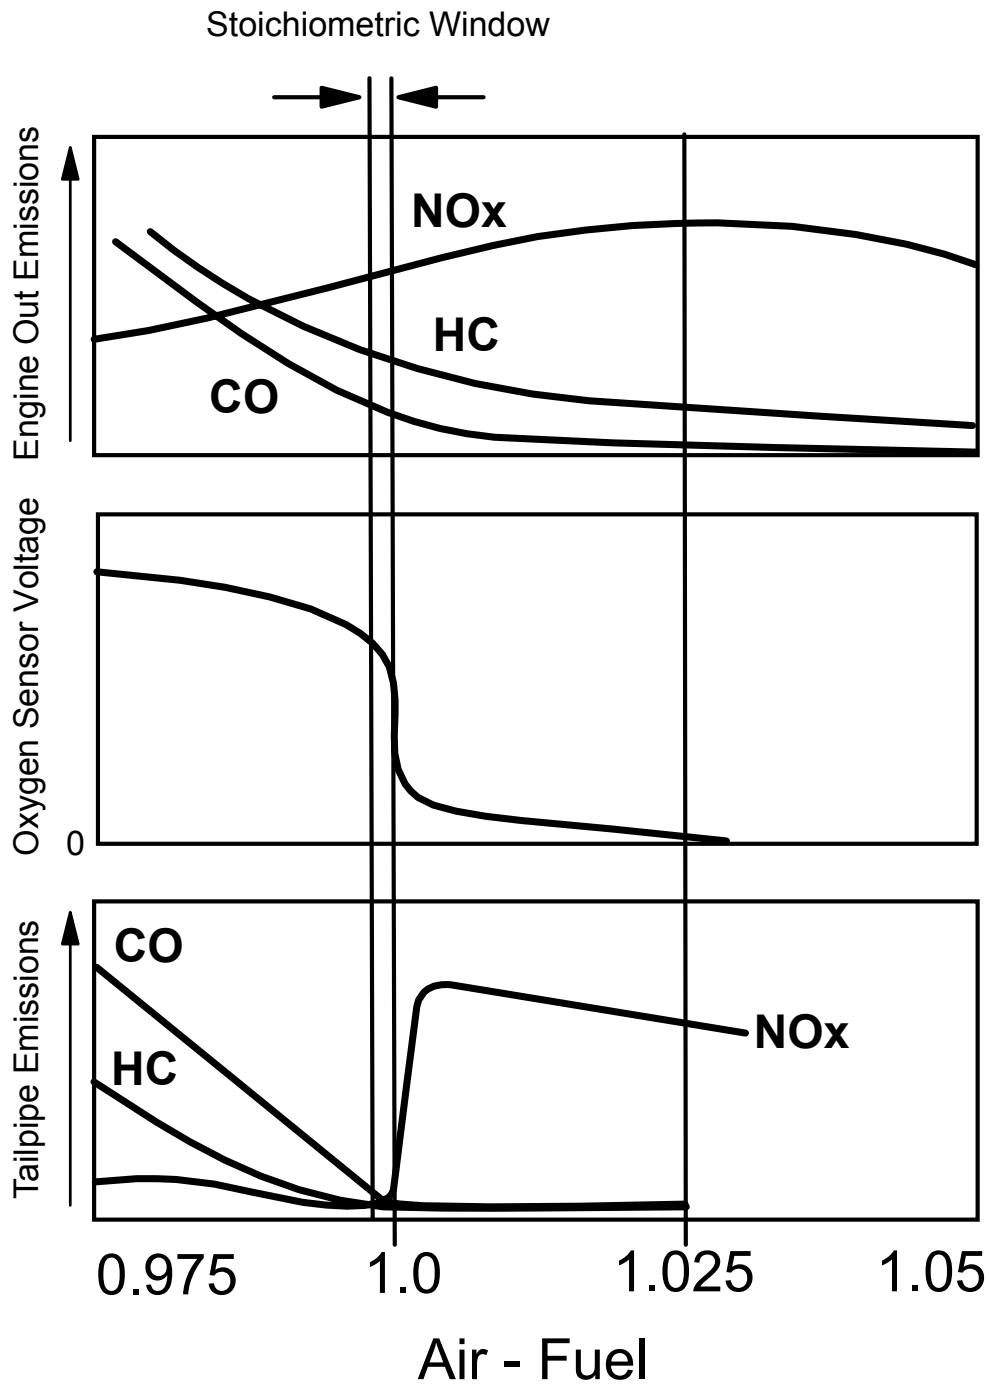 Stoichiometric Window
Engine Out Emissions
NOx
HC
CO
Oxygen Sensor Voltage
0
Tailpipe Emissions
CO
HC
NOx
0.975 1.0 1.025 1.05
Air - Fuel